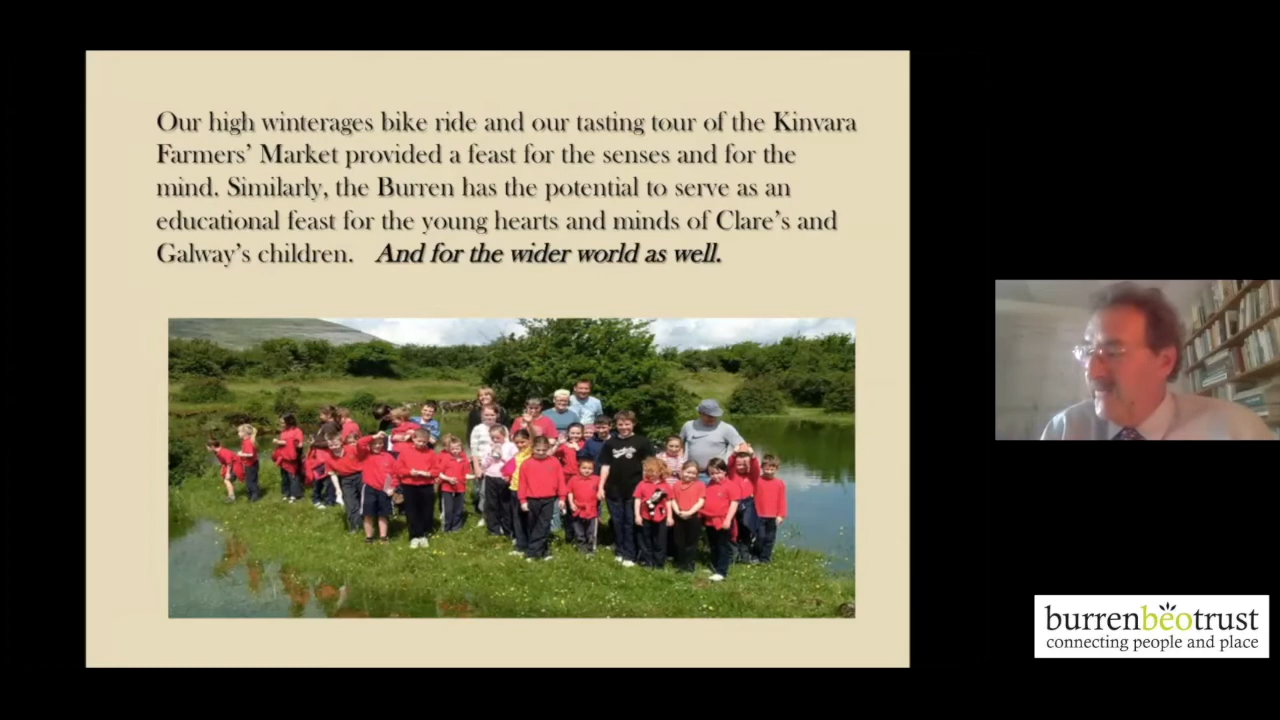 Our high winterages bike ride and our tasting tour of the Kinvara
Farmers’ Market provided a feast for the senses and for the
mind. Similarly, the Burren has the potential to serve as an
educational feast for the young hearts and minds of Clare’s and
Galway’s children. And for the wider world as well.
burrenbeotrust
connecting people and place